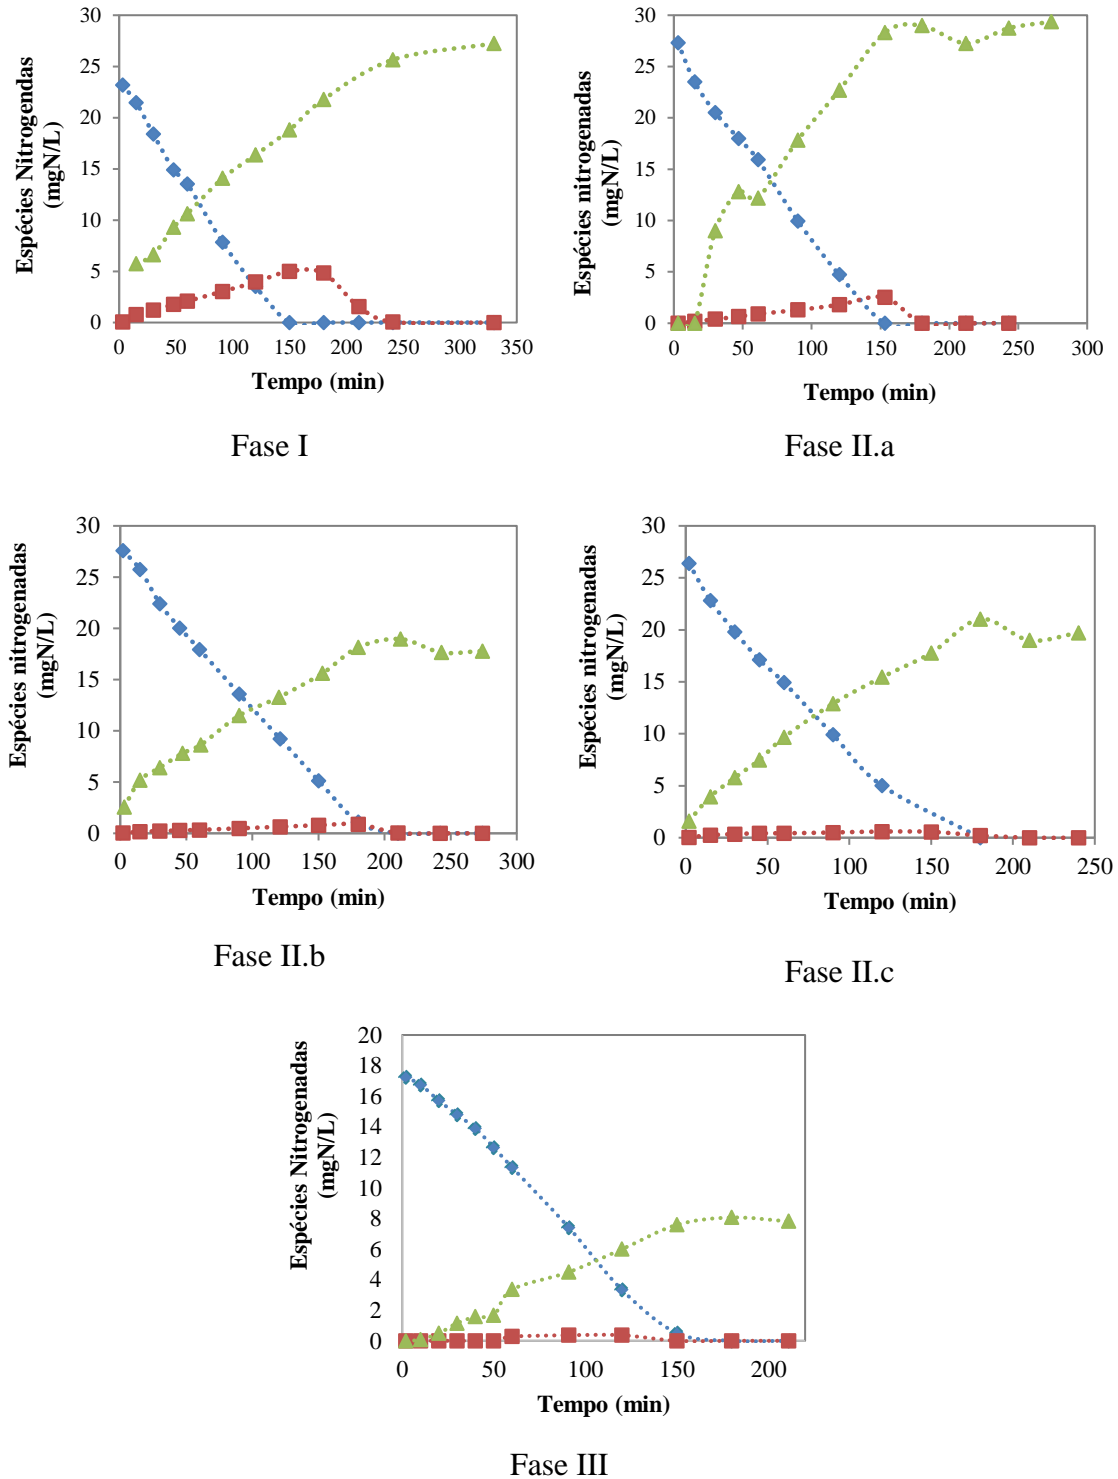 Espécies Nitrogendas
(mgN/L)
30
25
20
15
10
5
0
0 50 100 150 200 250 300 350
Tempo (min)
Fase I
Espécies nitrogenadas
(mgN/L)
30
25
20
15
10
5
0
0 50 100 150 200 250 300
Tempo (min)
Fase II.a
Espécies nitrogenadas
(mgN/L)
30
25
20
15
10
5
0
0 50 100 150 200 250 300
Tempo (min)
Fase II.b
Espécies nitrogenadas
(mgN/L)
30
25
20
15
10
5
0
0 50 100 150 200 250
Tempo (min)
Fase II.c
Espécies Nitrogenadas
(mgN/L)
20
18
16
14
12
10
8
6
4
2
0
0 50 100 150 200
Tempo (min)
Fase III